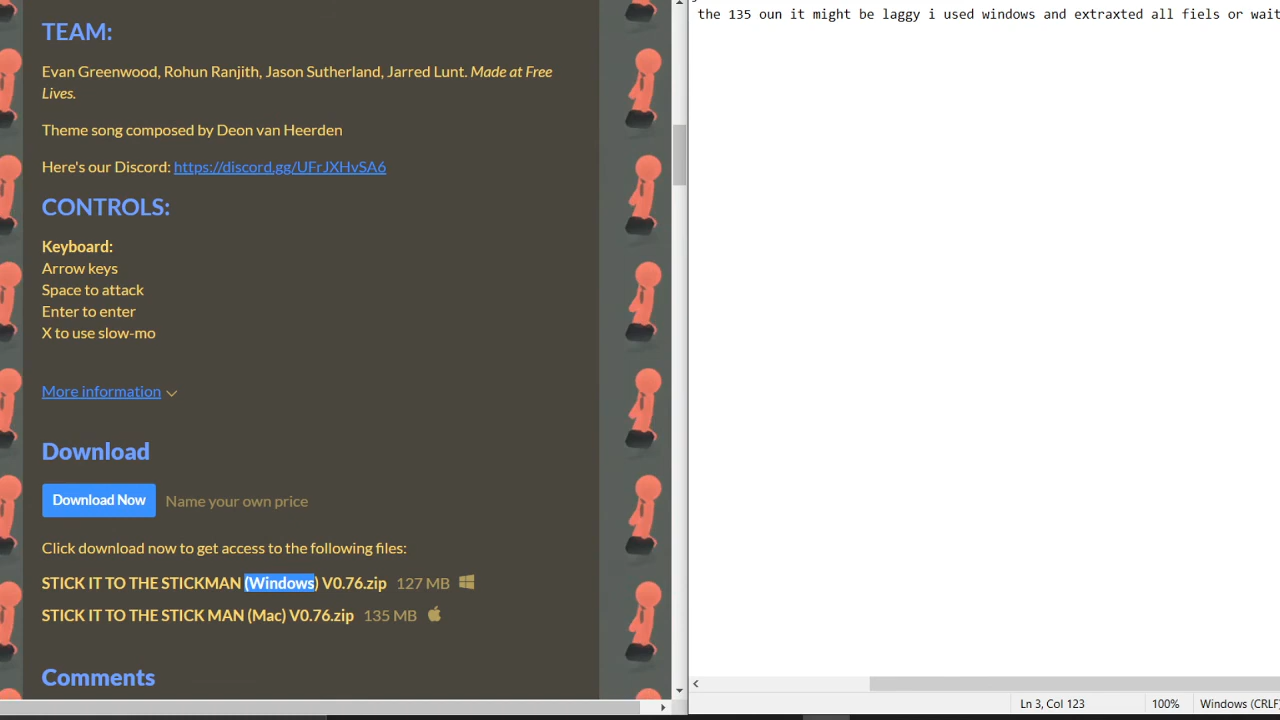 TEAM:
Evan Greenwood, Rohun Ranjith, Jason Sutherland, Jarred Lunt. Made at Free
Lives.
Theme song composed by Deon van Heerden
Here's our Discord: https://discord.gg/UFrJXHvSA6
CONTROLS:
Keyboard:
Arrow keys
Space to attack
Enter to enter
X to use slow-mo
More information
Download
Download Now Name your own price
Click download now to get access to the following files:
STICK IT TO THE STICKMAN (Windows) V0.76.zip 127 MB
STICK IT TO THE STICK MAN (Mac) V0.76.zip 135 MB
Comments
the 135 oun it might be laggy i used windows and extraxted all fiels or wait
Ln 3, Col 123 100% Windows (CRLF